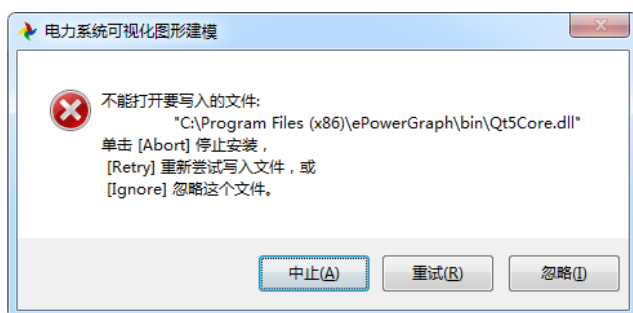 电力系统可视化图形建模
不能打开要写入的文件:
"C:\Program Files (x86)\ePowerGraph\bin\Qt5Core.dll"
单击 [Abort] 停止安装，
[Retry] 重新尝试写入文件，或
[Ignore] 忽略这个文件。
中止(A) 重试(R) 忽略(I)